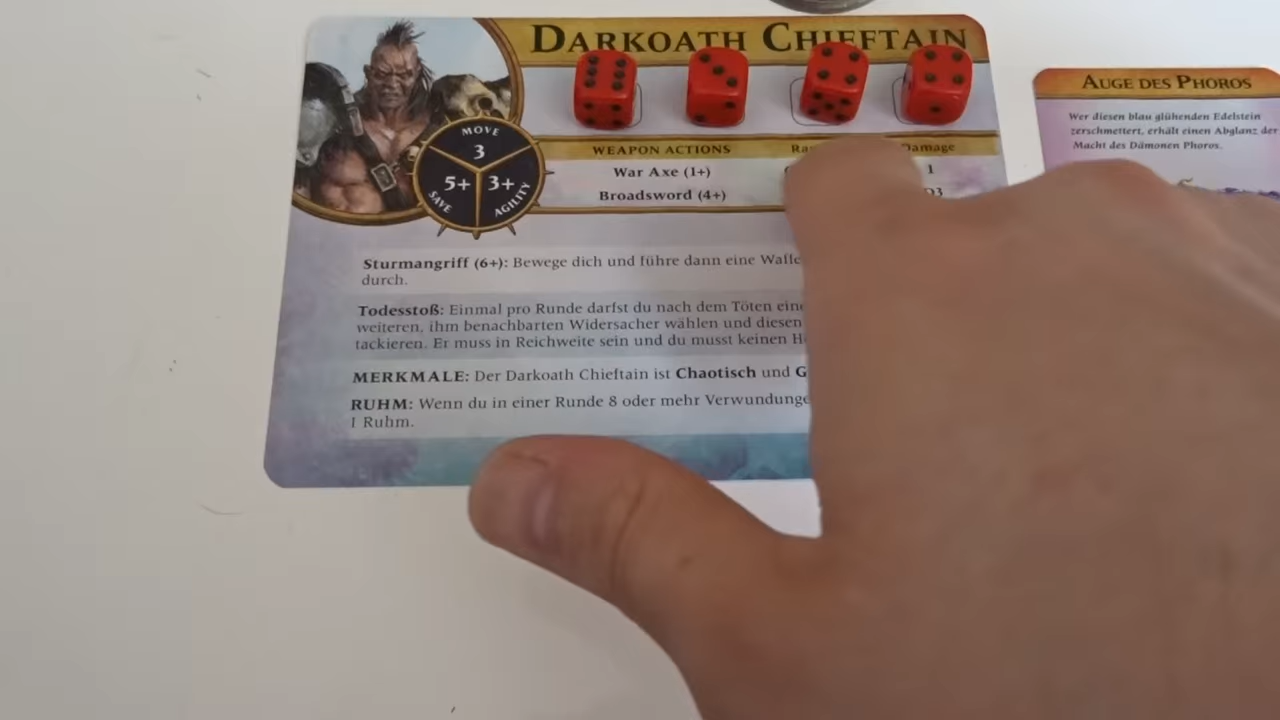 DARKOATH CHIEFTAIN
AUGE DES PHOROS
Wer diesen blau glühenden Edelstein
zerschmettert, erhält einen Abglanz der
Macht des Dämonen Phoros.
MOVE
3
5+ 3+
SAVE AGILITY
WEAPON ACTIONS Damage
War Axe (1+) 1
Broadsword (4+)
Sturmangriff (6+): Bewege dich und führe dann eine
durch.
Todesstoß: Einmal pro Runde darfst du nach dem Töten
weiteren, ihm benachbarten Widersacher wählen und diesen
tackieren. Er muss in Reichweite sein und du musst keinen
MERKMALE: Der Darkoath Chieftain ist Chaotisch und
RUHM: Wenn du in einer Runde 8 oder mehr
1 Ruhm.